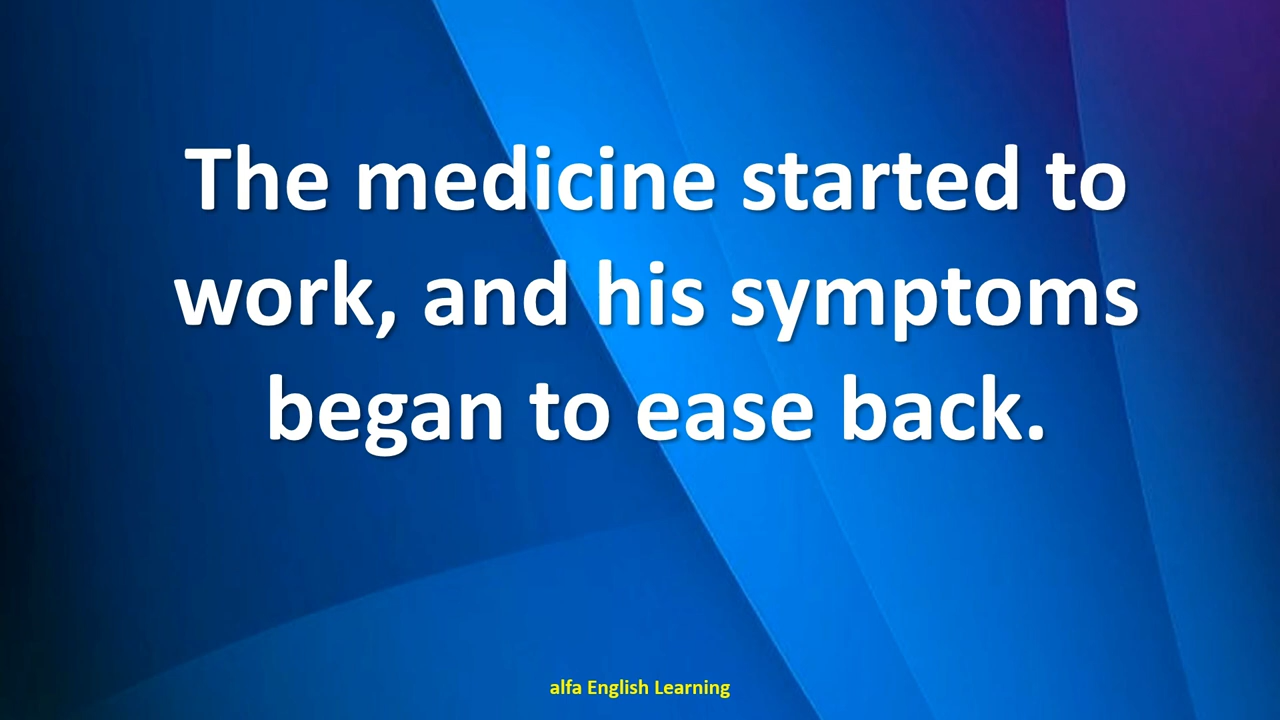 The medicine started to
work, and his symptoms
began to ease back.
alfa English Learning